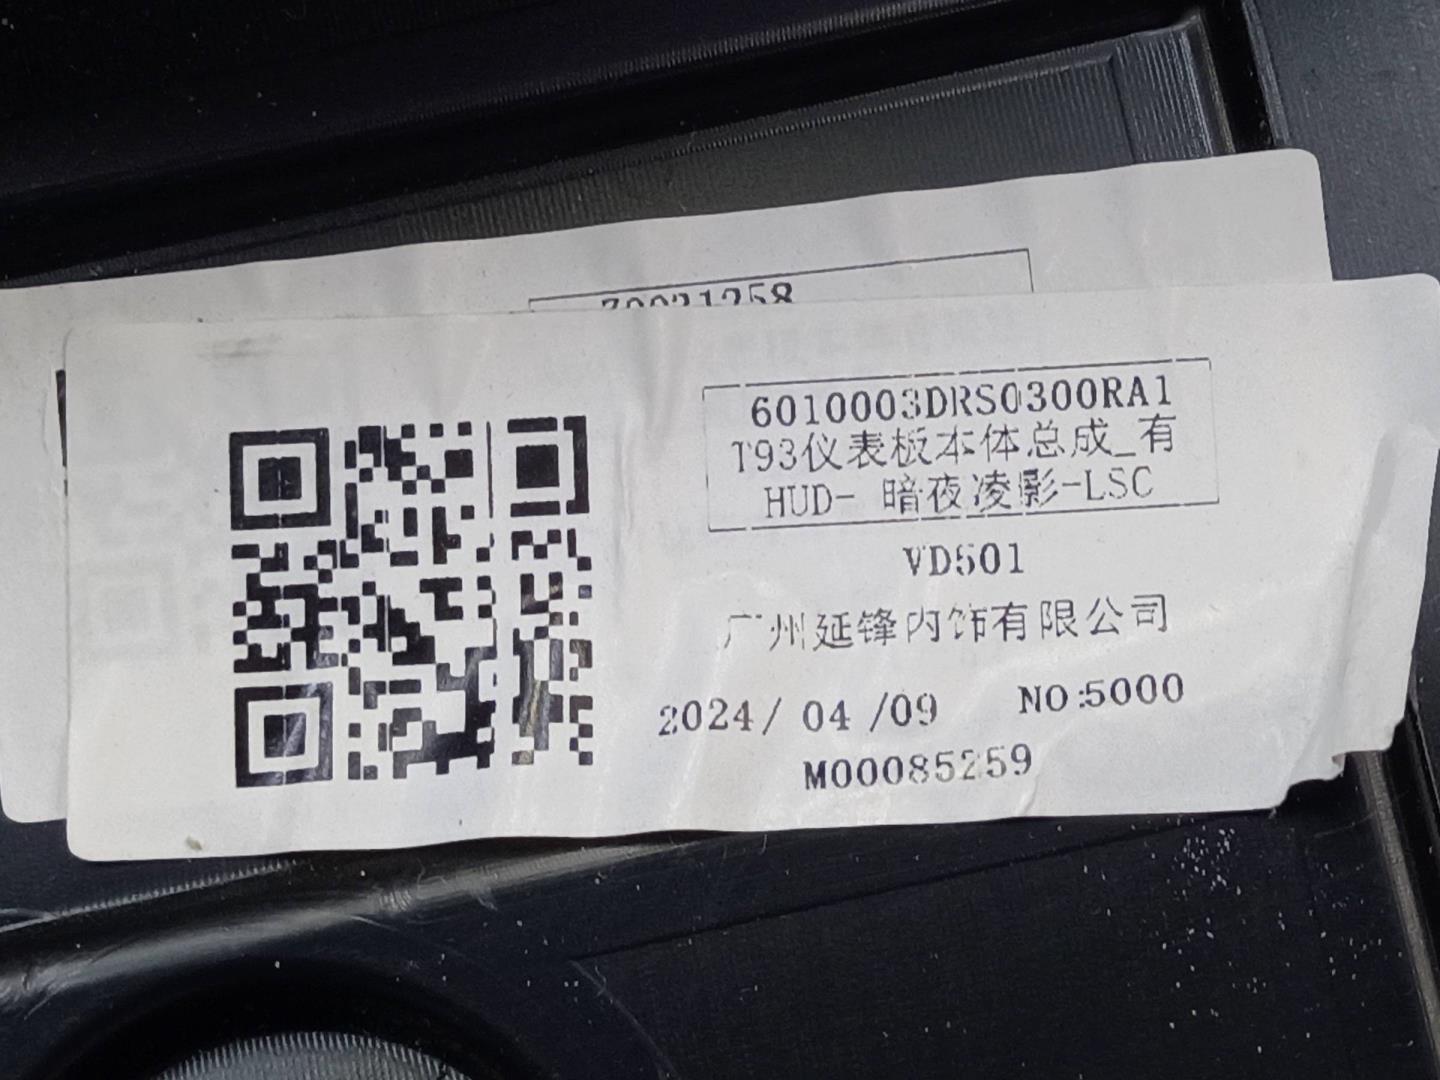 6010003DRS0300RA1
T93仪表板本体总成_有
HUD- 暗夜凌影-LSC
VD501
广州延锋内饰有限公司
2024/ 04 /09 NO:5000
M00085259